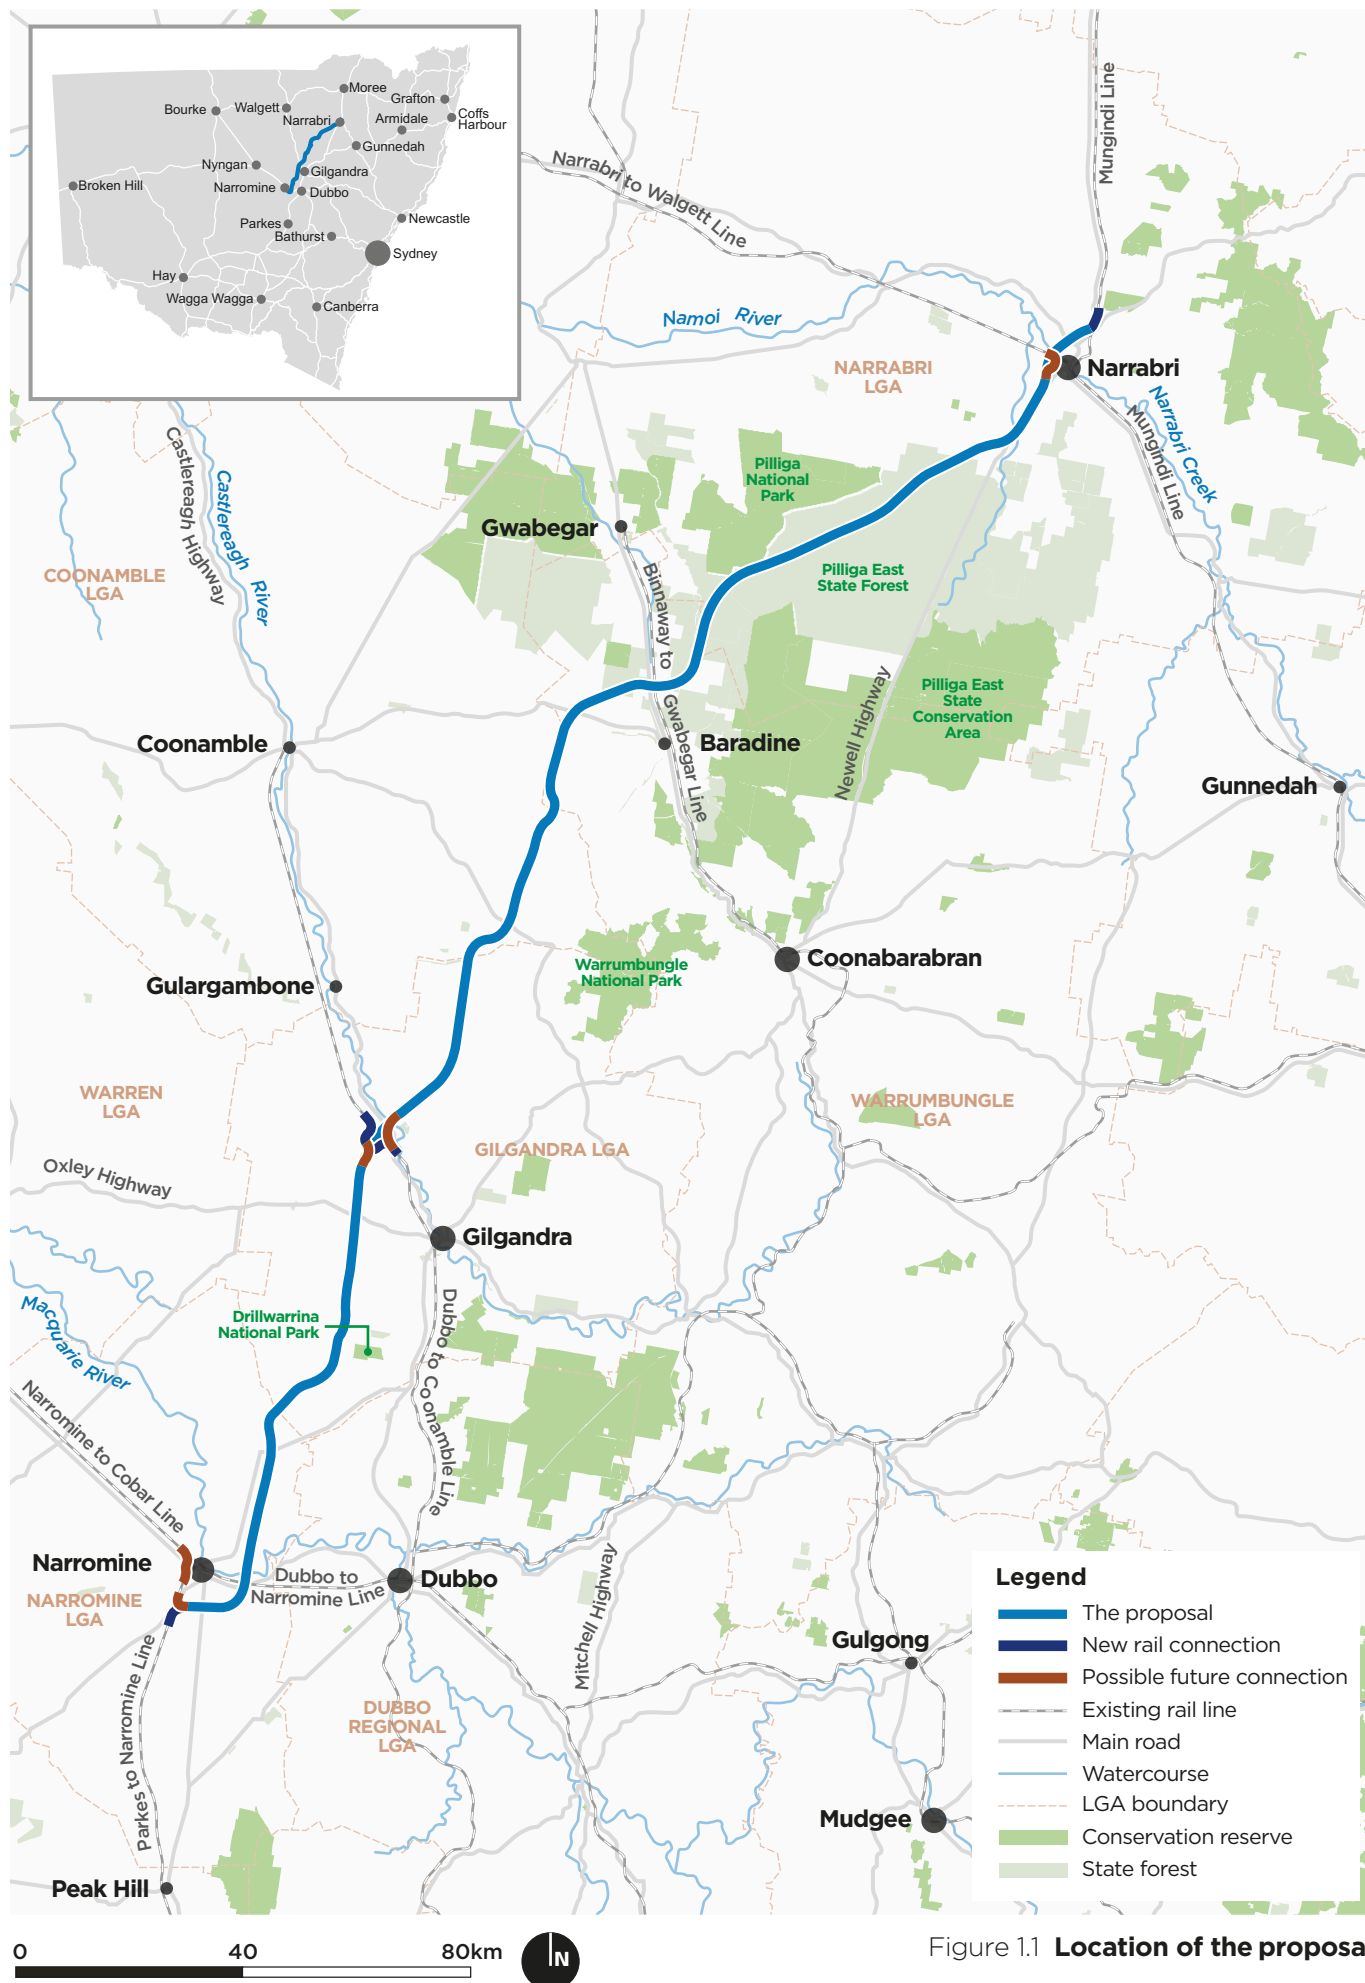 Moree
Grafton
Bourke
Walgett
Narrabri
Armidale
Coffs
Harbour
Gunnedah
Nyngan
Gilgandra
Broken Hill
Narromine
Dubbo
Newcastle
Parkes
Bathurst
Sydney
Hay
Wagga Wagga
Canberra
Mungindi Line
Narrabri to Walgett Line
Namoi River
NARRABRI
LGA
Narrabri
Narrabri Creek
Mungindi Line
Castlereagh Highway
Castlereagh River
Pilliga
National
Park
Gwabegar
Binnaway to
Gwabegar Line
COONAMBLE
LGA
Pilliga East
State Forest
Newell Highway
Pilliga East
State
Conservation
Area
Coonamble
Baradine
Gunnedah
Coonabarabran
Warrumbungle
National Park
Gulargambone
WARREN
LGA
WARRUMBUNGLE
LGA
GILGANDRA LGA
Oxley Highway
Gilgandra
Macquarie River
Drillwarrina
National Park
Dubbo to Coonamble Line
Narromine to Cobar Line
Narromine
Dubbo to
Narromine Line
Dubbo
NARROMINE
LGA
Mitchell Highway
Parkes to Narromine Line
DUBBO
REGIONAL
LGA
Gulgong
Mudgee
Peak Hill
Legend
The proposal
New rail connection
Possible future connection
Existing rail line
Main road
Watercourse
LGA boundary
Conservation reserve
State forest
0 40 80km
N
Figure 1.1 Location of the proposa